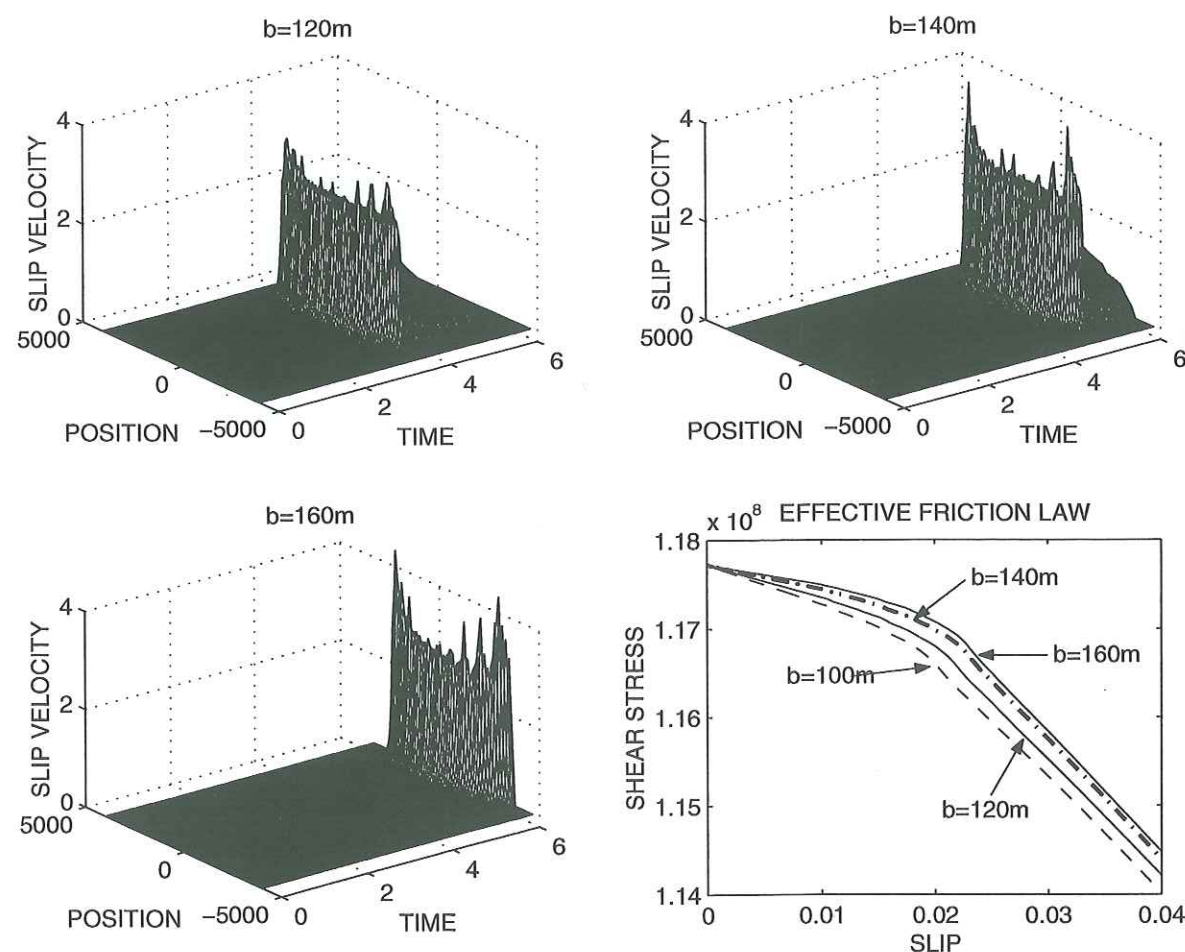 b=120m
4
2
0
SLIP VELOCITY
5000
0
-5000
POSITION
0
2
4
6
TIME
b=140m
4
2
0
SLIP VELOCITY
5000
0
-5000
POSITION
0
2
4
6
TIME
b=160m
4
2
0
SLIP VELOCITY
5000
0
-5000
POSITION
0
2
4
6
TIME
x 10^8 EFFECTIVE FRICTION LAW
1.18
1.17
1.16
1.15
1.14
SHEAR STRESS
b=140m
b=160m
b=100m
b=120m
0
0.01
0.02
0.03
0.04
SLIP